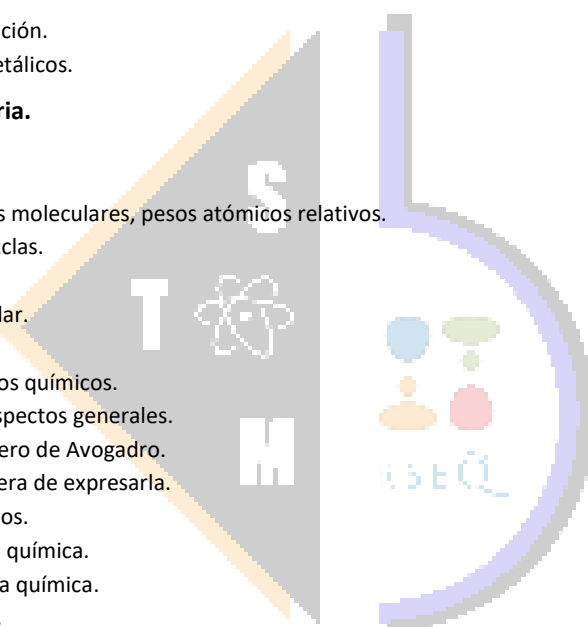 ción.
etálicos.
ria.
s moleculares, pesos atómicos relativos.
clas.
lar.
os químicos.
spectos generales.
ero de Avogadro.
era de expresarla.
os.
química.
a química.
S
T
M